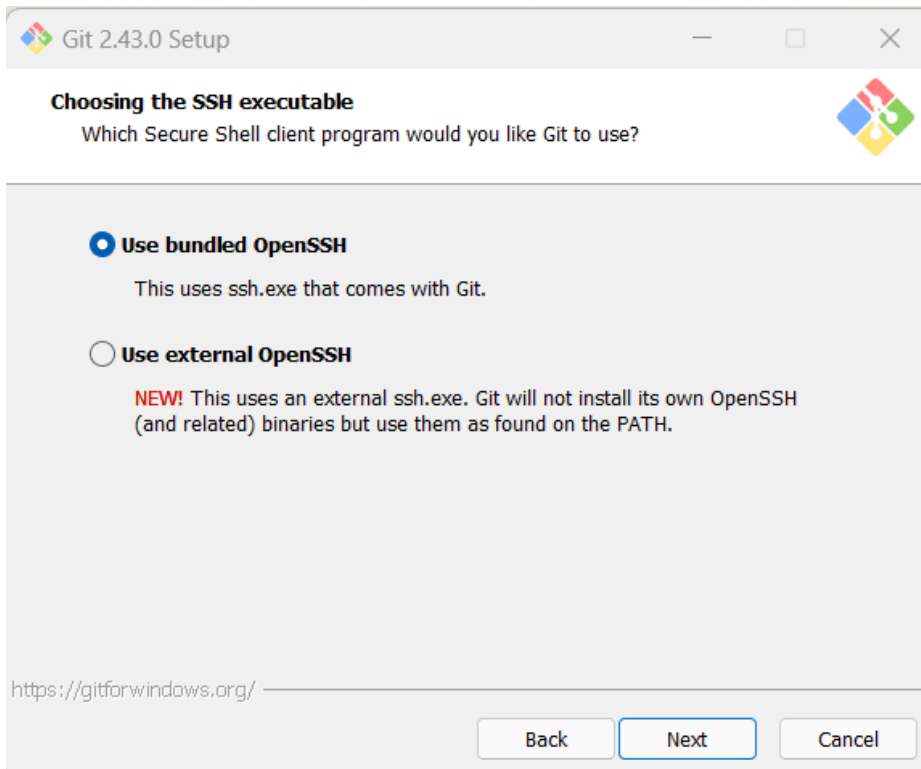 Git 2.43.0 Setup
Choosing the SSH executable
Which Secure Shell client program would you like Git to use?
Use bundled OpenSSH
This uses ssh.exe that comes with Git.
Use external OpenSSH
NEW! This uses an external ssh.exe. Git will not install its own OpenSSH
(and related) binaries but use them as found on the PATH.
https://gitforwindows.org/
Back Next Cancel